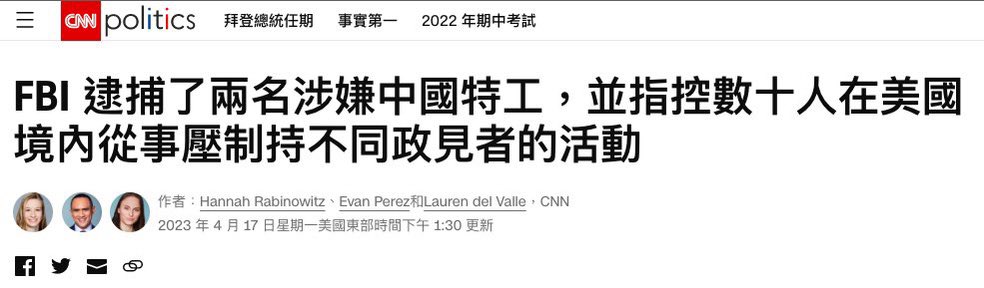 CNN politics 拜登總統任期 事實第一 2022 年期中考試
FBI 逮捕了兩名涉嫌中國特工，並指控數十人在美國
境內從事壓制持不同政見者的活動
作者：Hannah Rabinowitz、Evan Perez和Lauren del Valle，CNN
2023 年 4 月 17 日星期一美國東部時間下午 1:30 更新